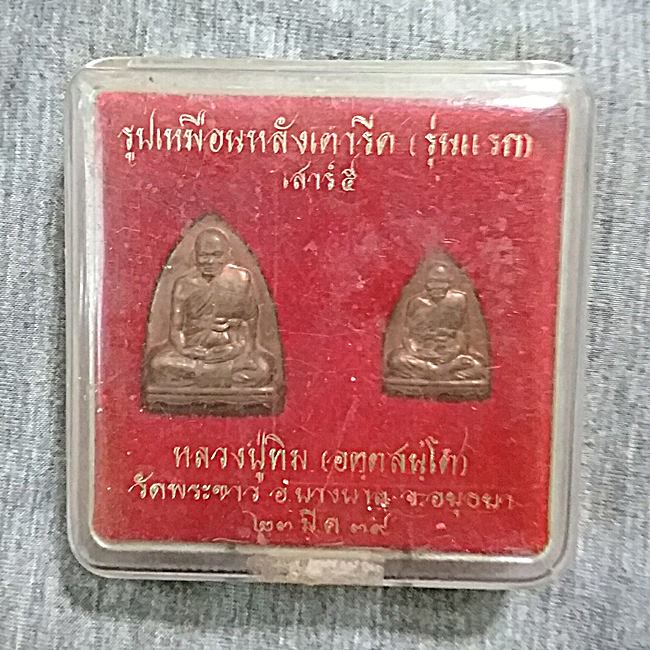 รูปเหมือนหลังเตารีด (รุ่นแรก)
เสาร์ ๕
หลวงปู่ทิม (อตฺตสนฺโต)
วัดพระขาว อ.บางบาล จ.อยุธยา
๒๓ มี.ค ๓๙